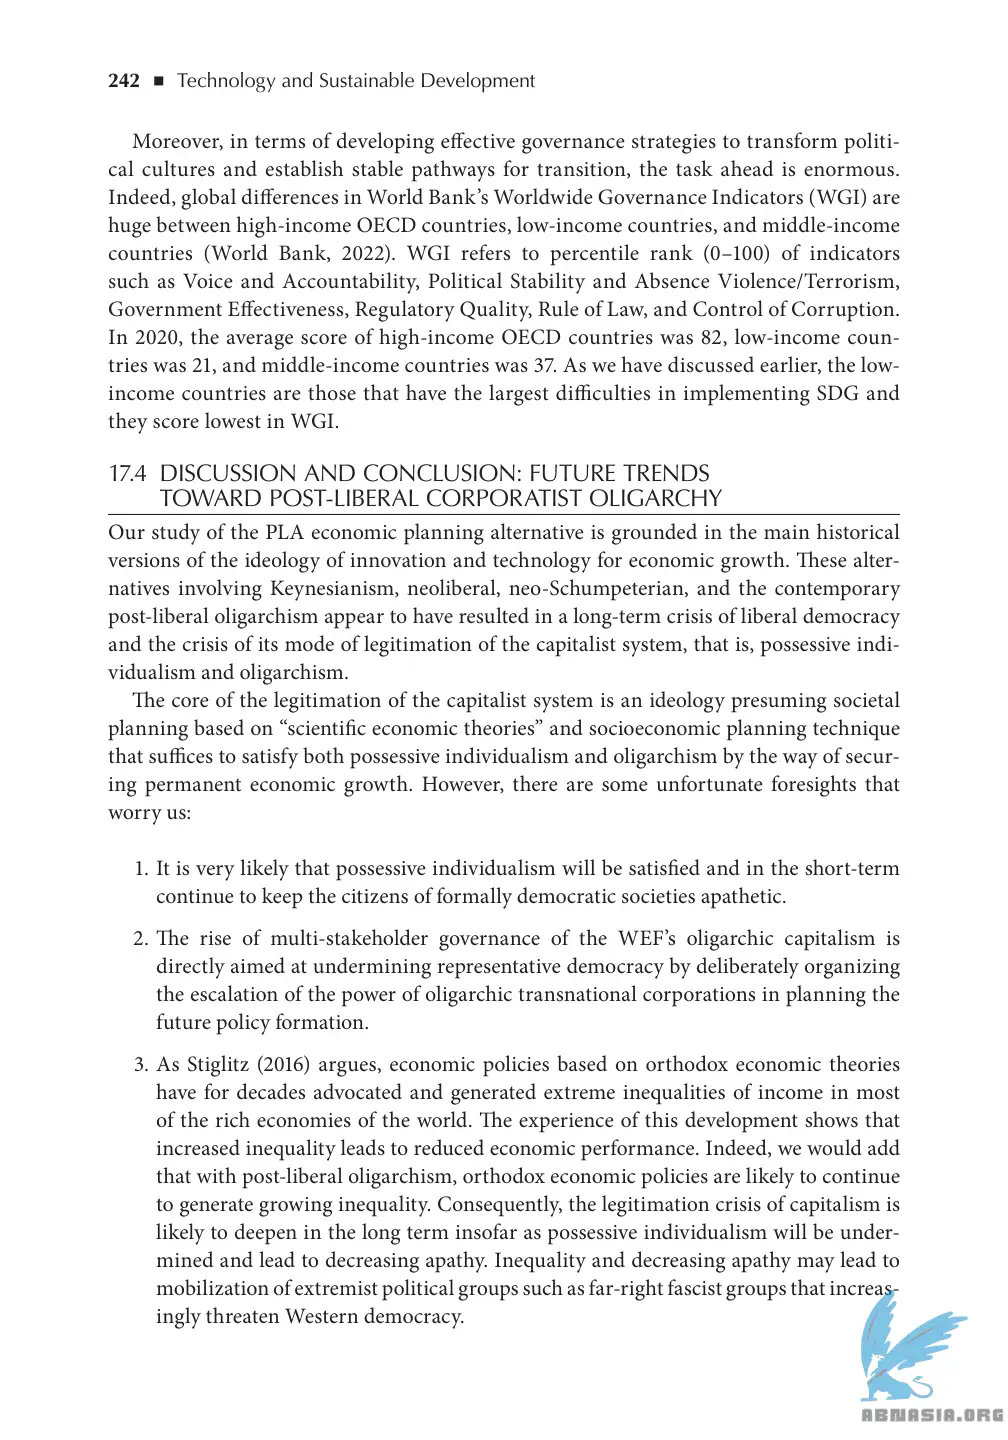 242 ■ Technology and Sustainable Development
Moreover, in terms of developing effective governance strategies to transform politi-
cal cultures and establish stable pathways for transition, the task ahead is enormous.
Indeed, global differences in World Bank’s Worldwide Governance Indicators (WGI) are
huge between high-income OECD countries, low-income countries, and middle-income
countries (World Bank, 2022). WGI refers to percentile rank (0–100) of indicators
such as Voice and Accountability, Political Stability and Absence Violence/Terrorism,
Government Effectiveness, Regulatory Quality, Rule of Law, and Control of Corruption.
In 2020, the average score of high-income OECD countries was 82, low-income coun-
tries was 21, and middle-income countries was 37. As we have discussed earlier, the low-
income countries are those that have the largest difficulties in implementing SDG and
they score lowest in WGI.
17.4 DISCUSSION AND CONCLUSION: FUTURE TRENDS
TOWARD POST-LIBERAL CORPORATIST OLIGARCHY
Our study of the PLA economic planning alternative is grounded in the main historical
versions of the ideology of innovation and technology for economic growth. These alter-
natives involving Keynesianism, neoliberal, neo-Schumpeterian, and the contemporary
post-liberal oligarchism appear to have resulted in a long-term crisis of liberal democracy
and the crisis of its mode of legitimation of the capitalist system, that is, possessive indi-
vidualism and oligarchism.
The core of the legitimation of the capitalist system is an ideology presuming societal
planning based on “scientific economic theories” and socioeconomic planning technique
that suffices to satisfy both possessive individualism and oligarchism by the way of secur-
ing permanent economic growth. However, there are some unfortunate foresights that
worry us:
1. It is very likely that possessive individualism will be satisfied and in the short-term
continue to keep the citizens of formally democratic societies apathetic.
2. The rise of multi-stakeholder governance of the WEF’s oligarchic capitalism is
directly aimed at undermining representative democracy by deliberately organizing
the escalation of the power of oligarchic transnational corporations in planning the
future policy formation.
3. As Stiglitz (2016) argues, economic policies based on orthodox economic theories
have for decades advocated and generated extreme inequalities of income in most
of the rich economies of the world. The experience of this development shows that
increased inequality leads to reduced economic performance. Indeed, we would add
that with post-liberal oligarchism, orthodox economic policies are likely to continue
to generate growing inequality. Consequently, the legitimation crisis of capitalism is
likely to deepen in the long term insofar as possessive individualism will be under-
mined and lead to decreasing apathy. Inequality and decreasing apathy may lead to
mobilization of extremist political groups such as far-right fascist groups that increas-
ingly threaten Western democracy.
ABNASIA.ORG